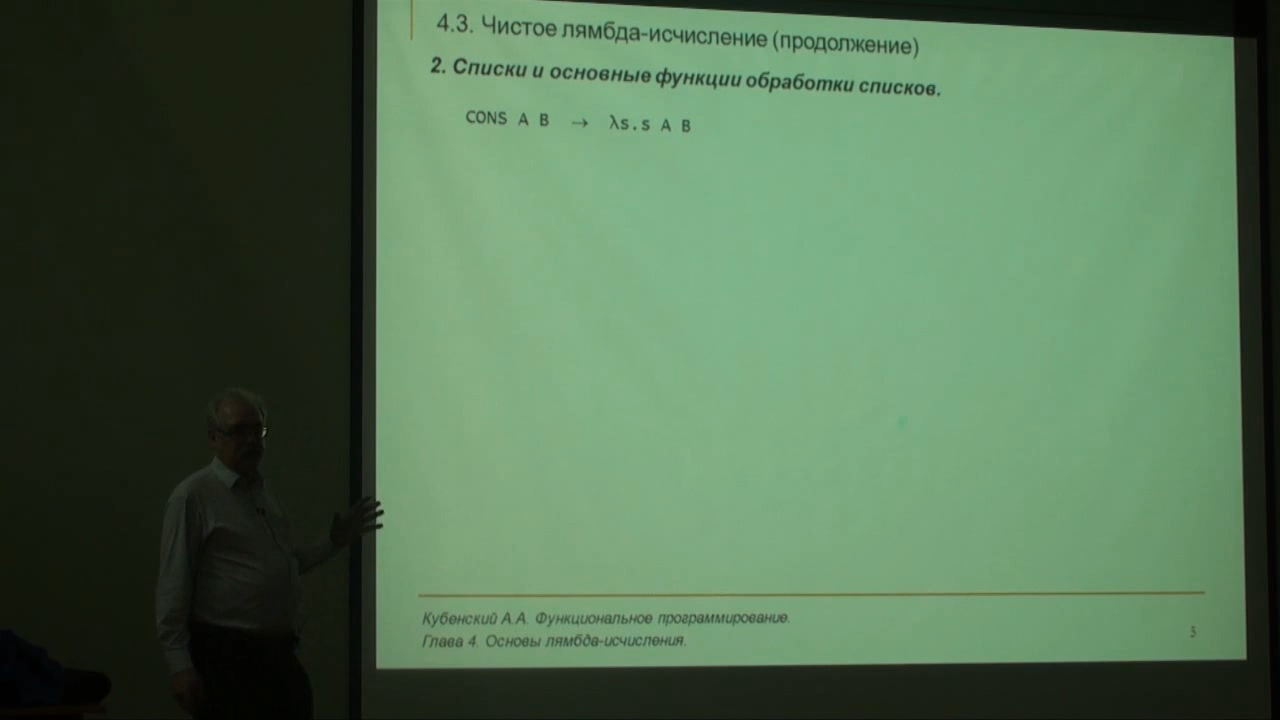 4.3. Чистое лямбда-исчисление (продолжение)
2. Списки и основные функции обработки списков.
CONS A B → λs.s A B
Кубенский А.А. Функциональное программирование.
Глава 4. Основы лямбда-исчисления.
5